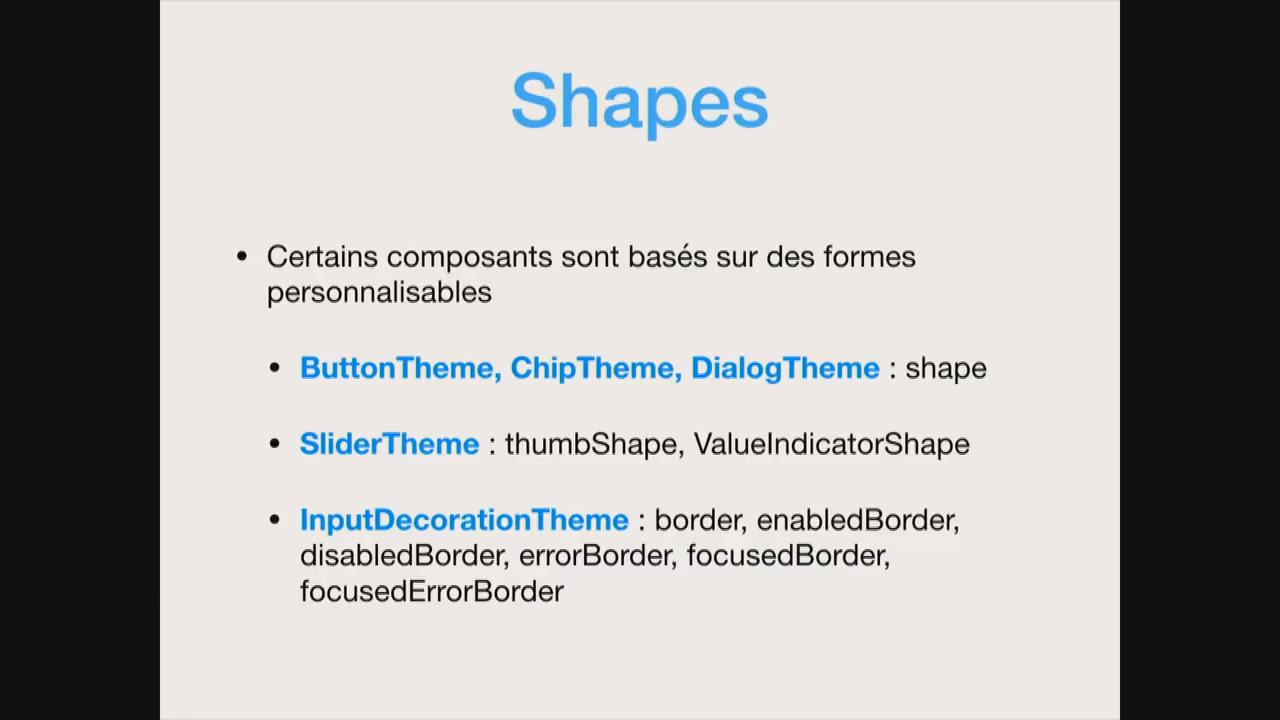 Shapes
• Certains composants sont basés sur des formes
personnalisables
• ButtonTheme, ChipTheme, DialogTheme : shape
• SliderTheme : thumbShape, ValueIndicatorShape
• InputDecorationTheme : border, enabledBorder,
disabledBorder, errorBorder, focusedBorder,
focusedErrorBorder